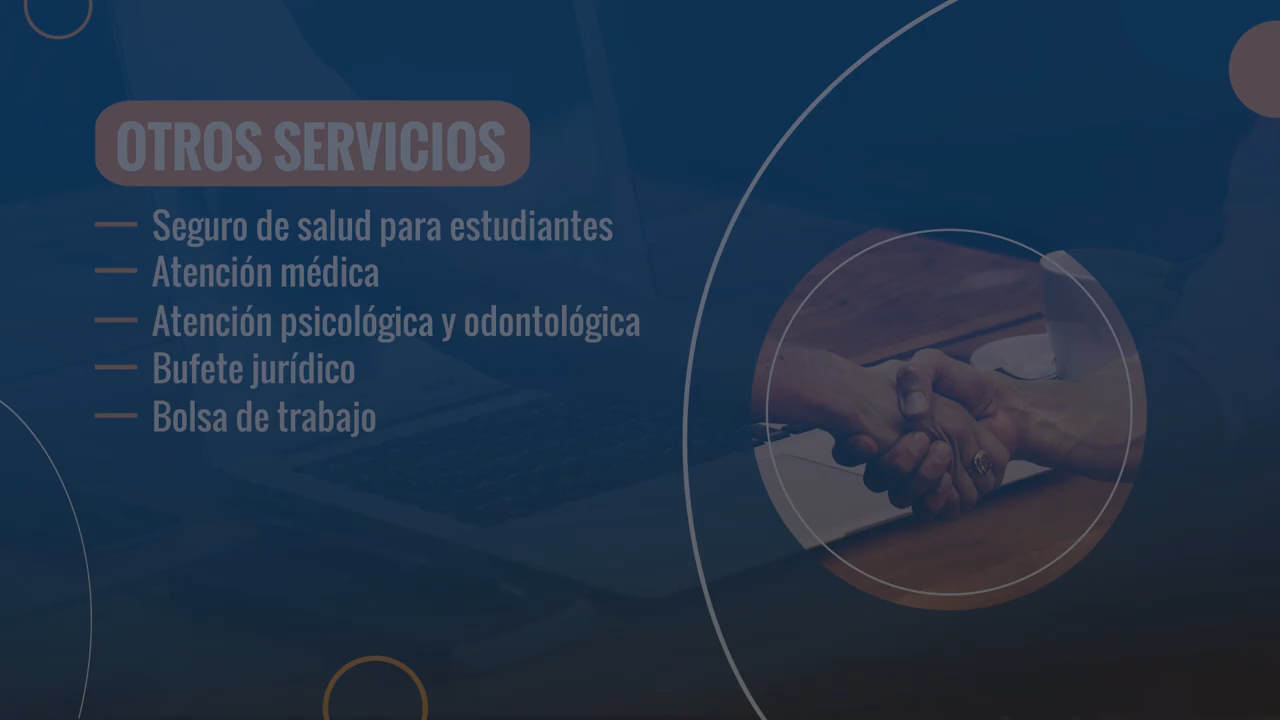 OTROS SERVICIOS
Seguro de salud para estudiantes
Atención médica
Atención psicológica y odontológica
Bufete jurídico
Bolsa de trabajo